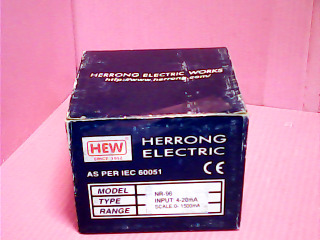 HERRONG ELECTRIC WORKS
http://www.herrong.com/
HEW
SINCE 1942
HERRONG
ELECTRIC
AS PER IEC 60051
CE
MODEL NR-96
TYPE INPUT 4-20mA
RANGE SCALE 0-1500mA